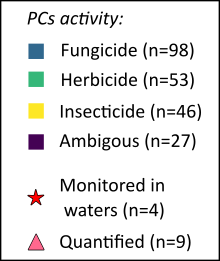 PCs activity:
Fungicide (n=98)
Herbicide (n=53)
Insecticide (n=46)
Ambigous (n=27)
Monitored in
waters (n=4)
Quantified (n=9)